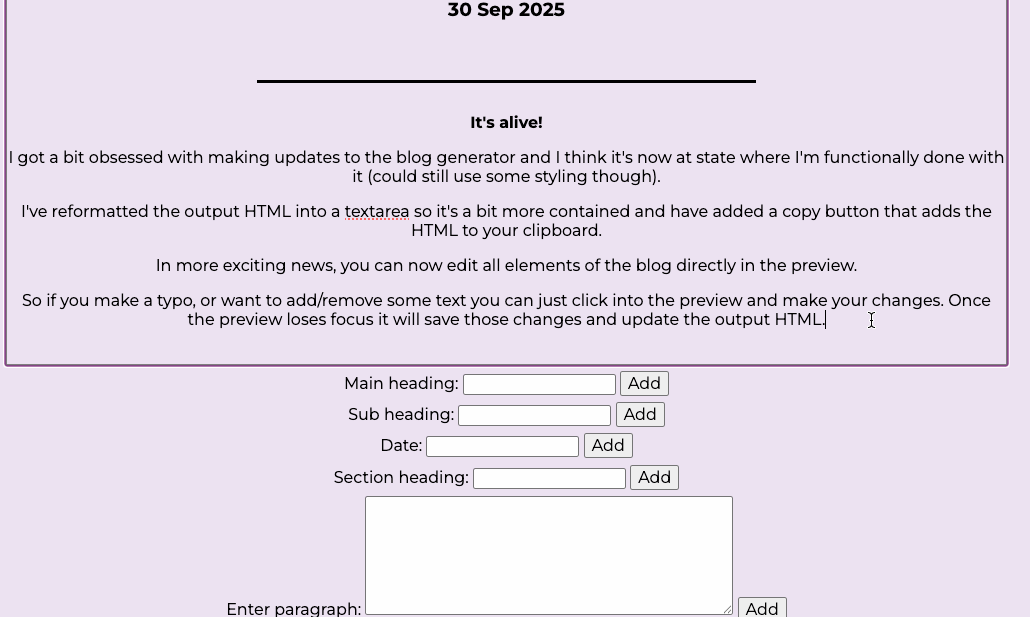 30 Sep 2025
It's alive!
I got a bit obsessed with making updates to the blog generator and I think it's now at state where I'm functionally done with
it (could still use some styling though).
I've reformatted the output HTML into a textarea so it's a bit more contained and have added a copy button that adds the
HTML to your clipboard.
In more exciting news, you can now edit all elements of the blog directly in the preview.
So if you make a typo, or want to add/remove some text you can just click into the preview and make your changes. Once
the preview loses focus it will save those changes and update the output HTML.
Main heading: Add
Sub heading: Add
Date: Add
Section heading: Add
Enter paragraph: Add